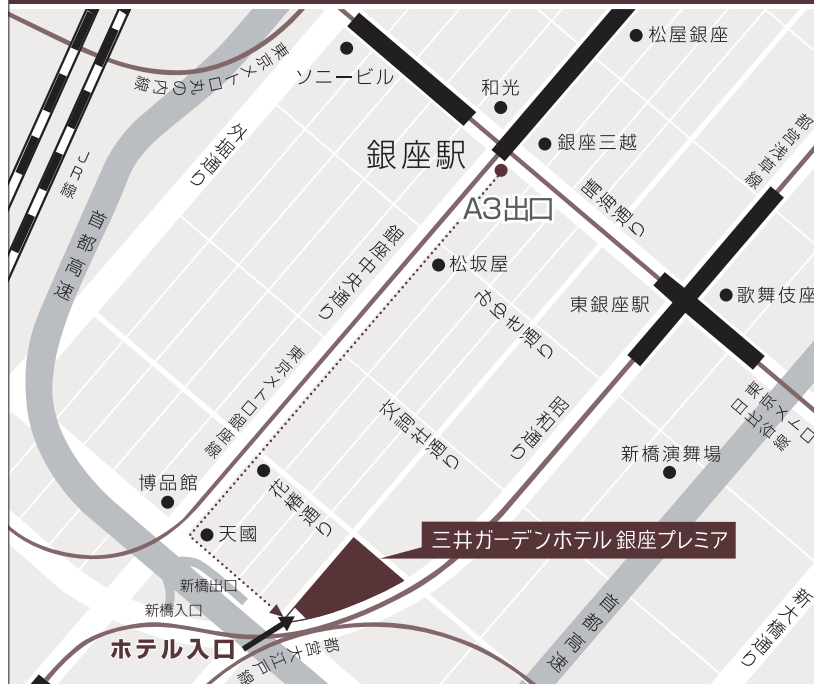 松屋銀座
ソニービル
東京メトロ丸の内線
和光
外堀通り
銀座駅
銀座三越
都営浅草線
JR線
A3出口
晴海通り
首都高速
銀座中央通り
松坂屋
みゆき通り
東銀座駅
歌舞伎座
東京メトロ銀座線
交詢社通り
昭和通り
東京メトロ
日比谷線
新橋演舞場
博品館
花椿通り
天國
三井ガーデンホテル 銀座プレミア
新橋出口
新橋入口
首都高速
新大橋通り
ホテル入口
都営大江戸線